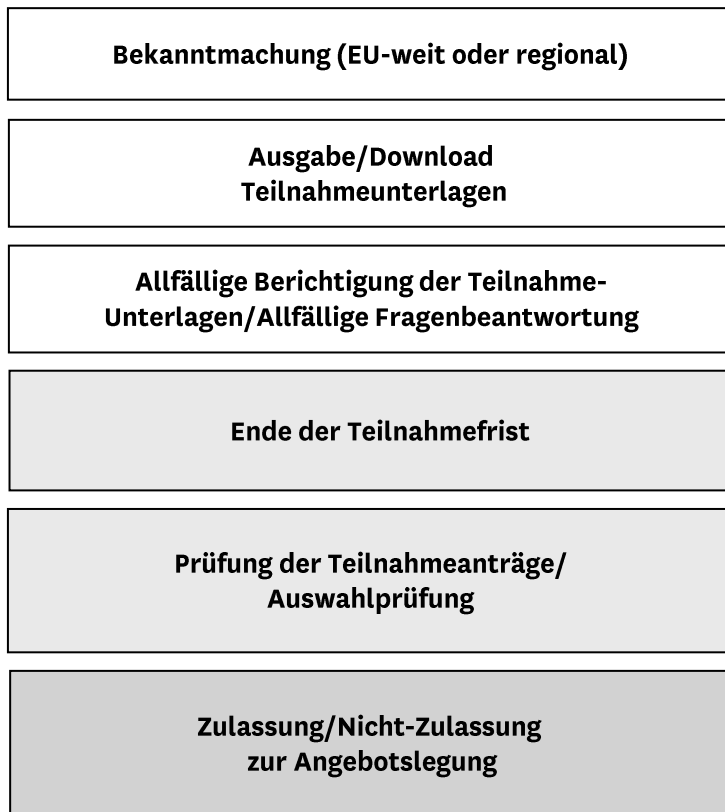 Bekanntmachung (EU-weit oder regional)
Ausgabe/Download
Teilnahmeunterlagen
Allfällige Berichtigung der Teilnahme-
Unterlagen/Allfällige Fragenbeantwortung
Ende der Teilnahmefrist
Prüfung der Teilnahmeanträge/
Auswahlprüfung
Zulassung/Nicht-Zulassung
zur Angebotslegung